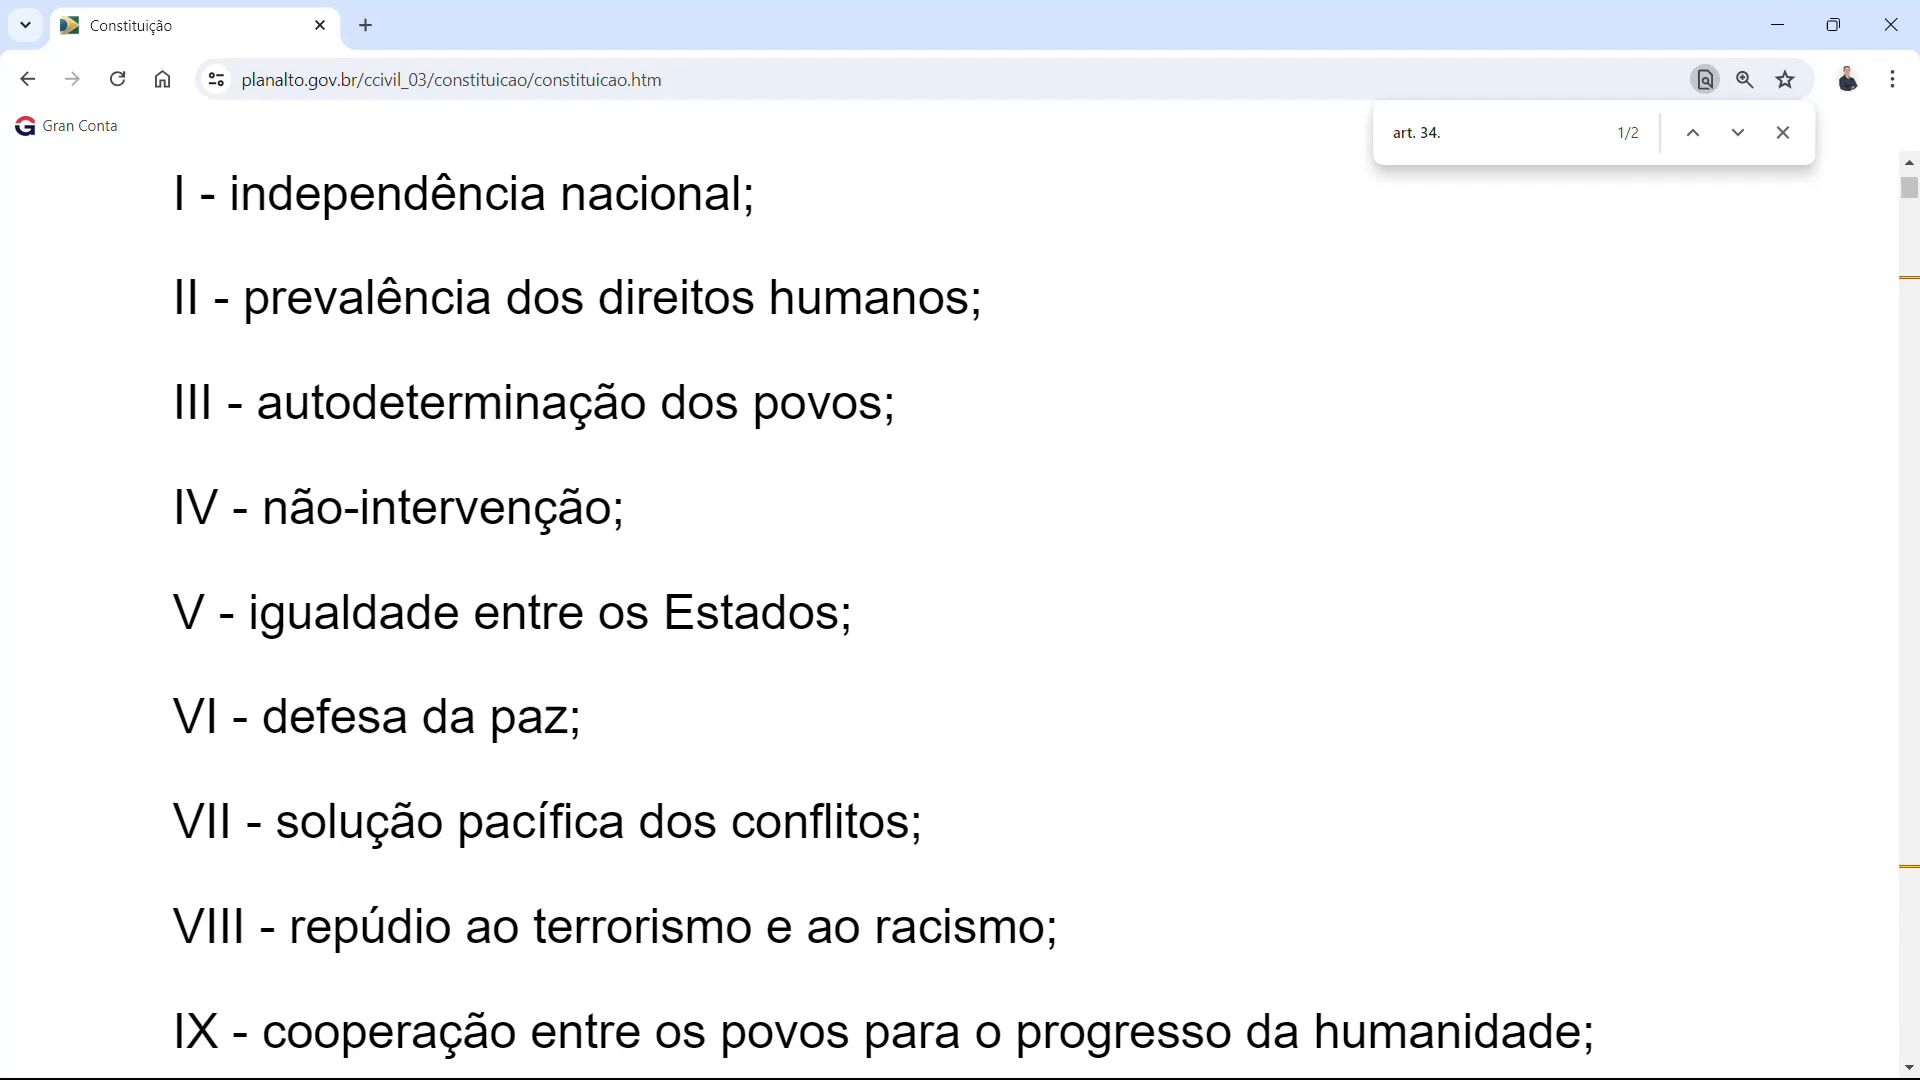 Constituição
planalto.gov.br/ccivil_03/constituicao/constituicao.htm
Gran Conta
art. 34.
1/2
I - independência nacional;
II - prevalência dos direitos humanos;
III - autodeterminação dos povos;
IV - não-intervenção;
V - igualdade entre os Estados;
VI - defesa da paz;
VII - solução pacífica dos conflitos;
VIII - repúdio ao terrorismo e ao racismo;
IX - cooperação entre os povos para o progresso da humanidade;